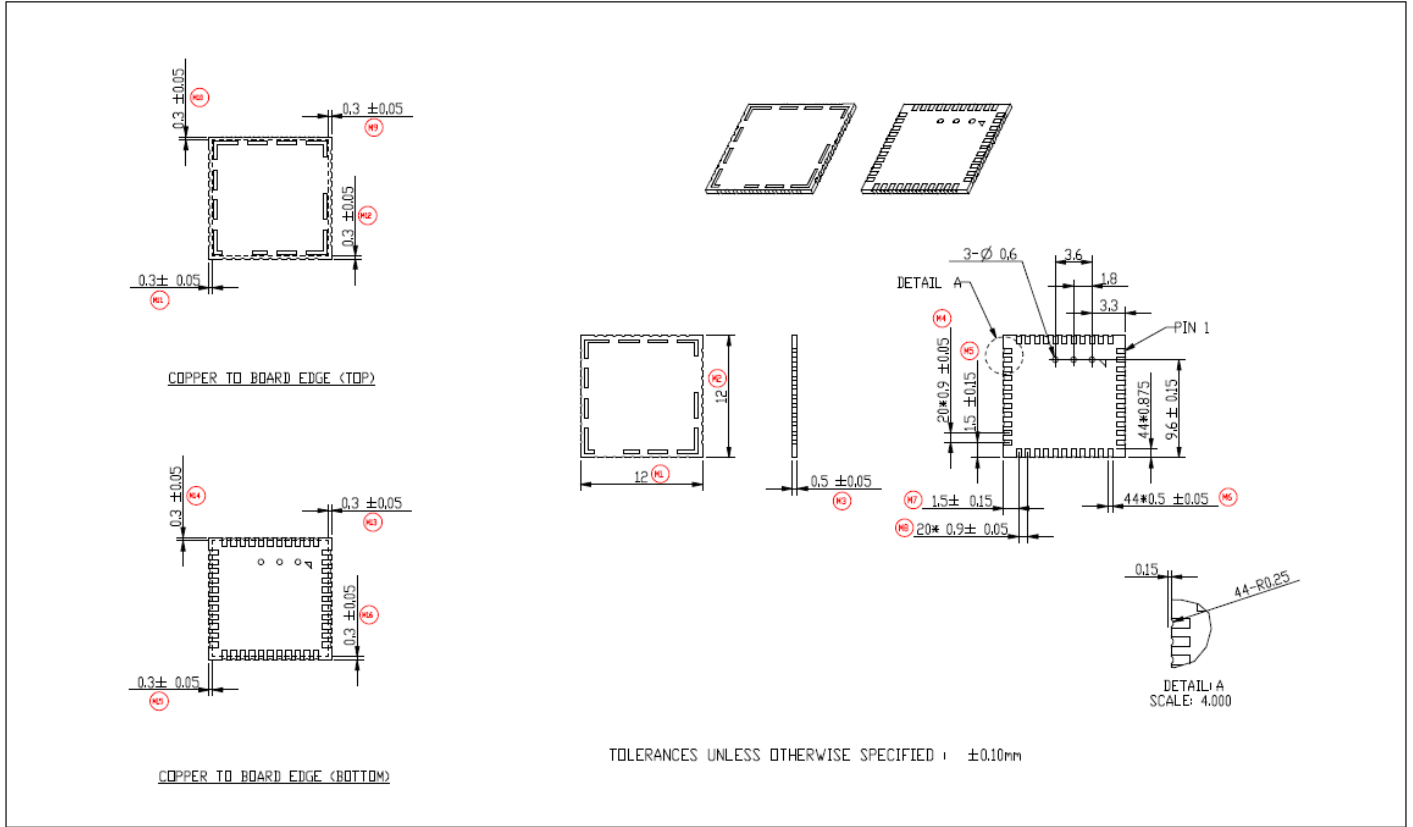 0.3 ±0.05
M10
0.3 ±0.05
M9
0.3 ±0.05
M12
0.3± 0.05
M11
COPPER TO BOARD EDGE (TOP)
0.3 ±0.05
M14
0.3 ±0.05
M13
0.3 ±0.05
M16
0.3± 0.05
M15
COPPER TO BOARD EDGE (BOTTOM)
12 M1
12
M2
0.5 ±0.05
M3
3-Ø 0.6
3.6
1.8
3.3
DETAIL A
PIN 1
M4
20*0.9 ±0.05
M5
1.5 ±0.15
44*0.875
9.6 ± 0.15
M7 1.5± 0.15
44*0.5 ±0.05 M6
M8 20* 0.9± 0.05
0.15
44-R0.25
DETAIL: A
SCALE: 4.000
TOLERANCES UNLESS OTHERWISE SPECIFIED : ±0.10mm